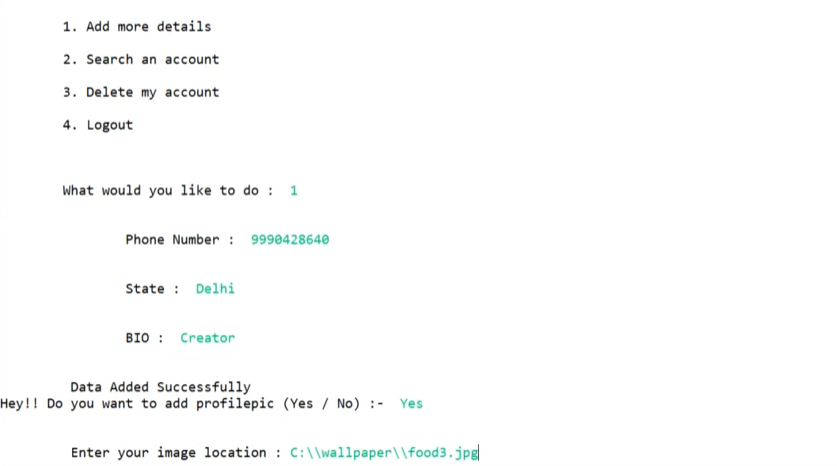 1. Add more details
2. Search an account
3. Delete my account
4. Logout
What would you like to do : 1
Phone Number : 9990428640
State : Delhi
BIO : Creator
Data Added Successfully
Hey!! Do you want to add profilepic (Yes / No) :- Yes
Enter your image location : C:\\wallpaper\\food3.jpg